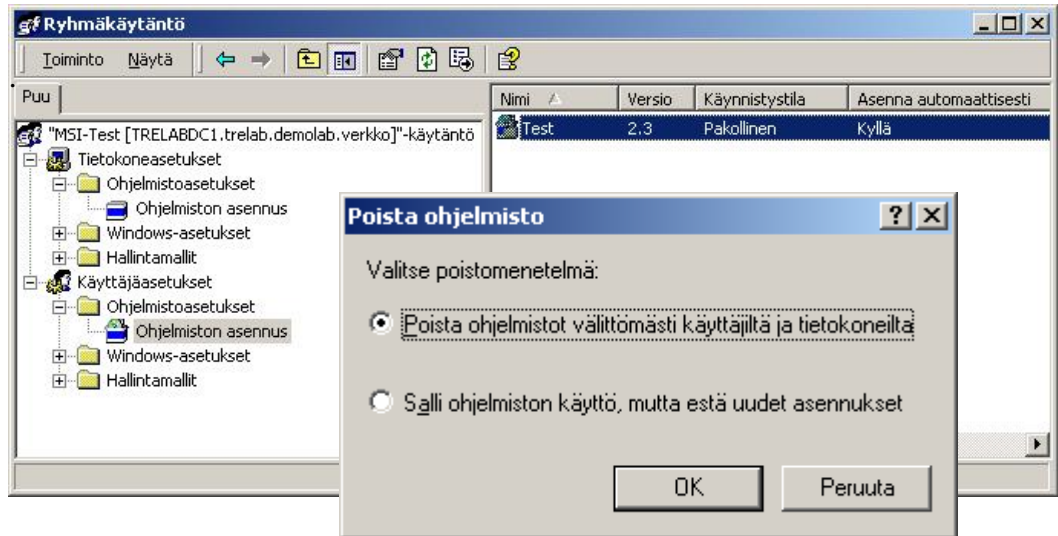 Ryhmäkäytäntö
Toiminto Näytä
Puu
Nimi Versio Käynnistystila Asenna automaattisesti
"MSI-Test [TRELABDC1.trelab.demolab.verkko]"-käytäntö
Test 2.3 Pakollinen Kyllä
Tietokoneasetukset
Ohjelmistoasetukset
Ohjelmiston asennus
Windows-asetukset
Hallintamallit
Käyttäjäasetukset
Ohjelmistoasetukset
Ohjelmiston asennus
Windows-asetukset
Hallintamallit
Poista ohjelmisto
Valitse poistomenetelmä:
Poista ohjelmistot välittömästi käyttäjiltä ja tietokoneilta
Salli ohjelmiston käyttö, mutta estä uudet asennukset
OK Peruuta